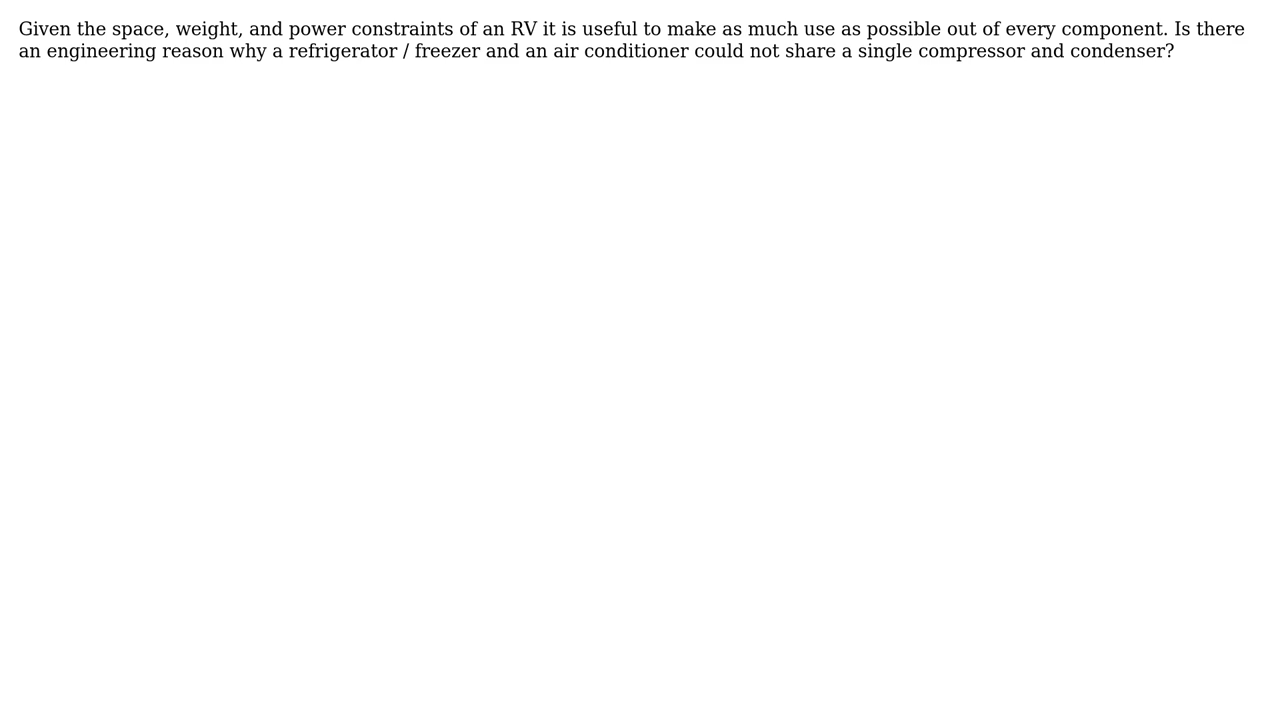 Given the space, weight, and power constraints of an RV it is useful to make as much use as possible out of every component. Is there
an engineering reason why a refrigerator / freezer and an air conditioner could not share a single compressor and condenser?